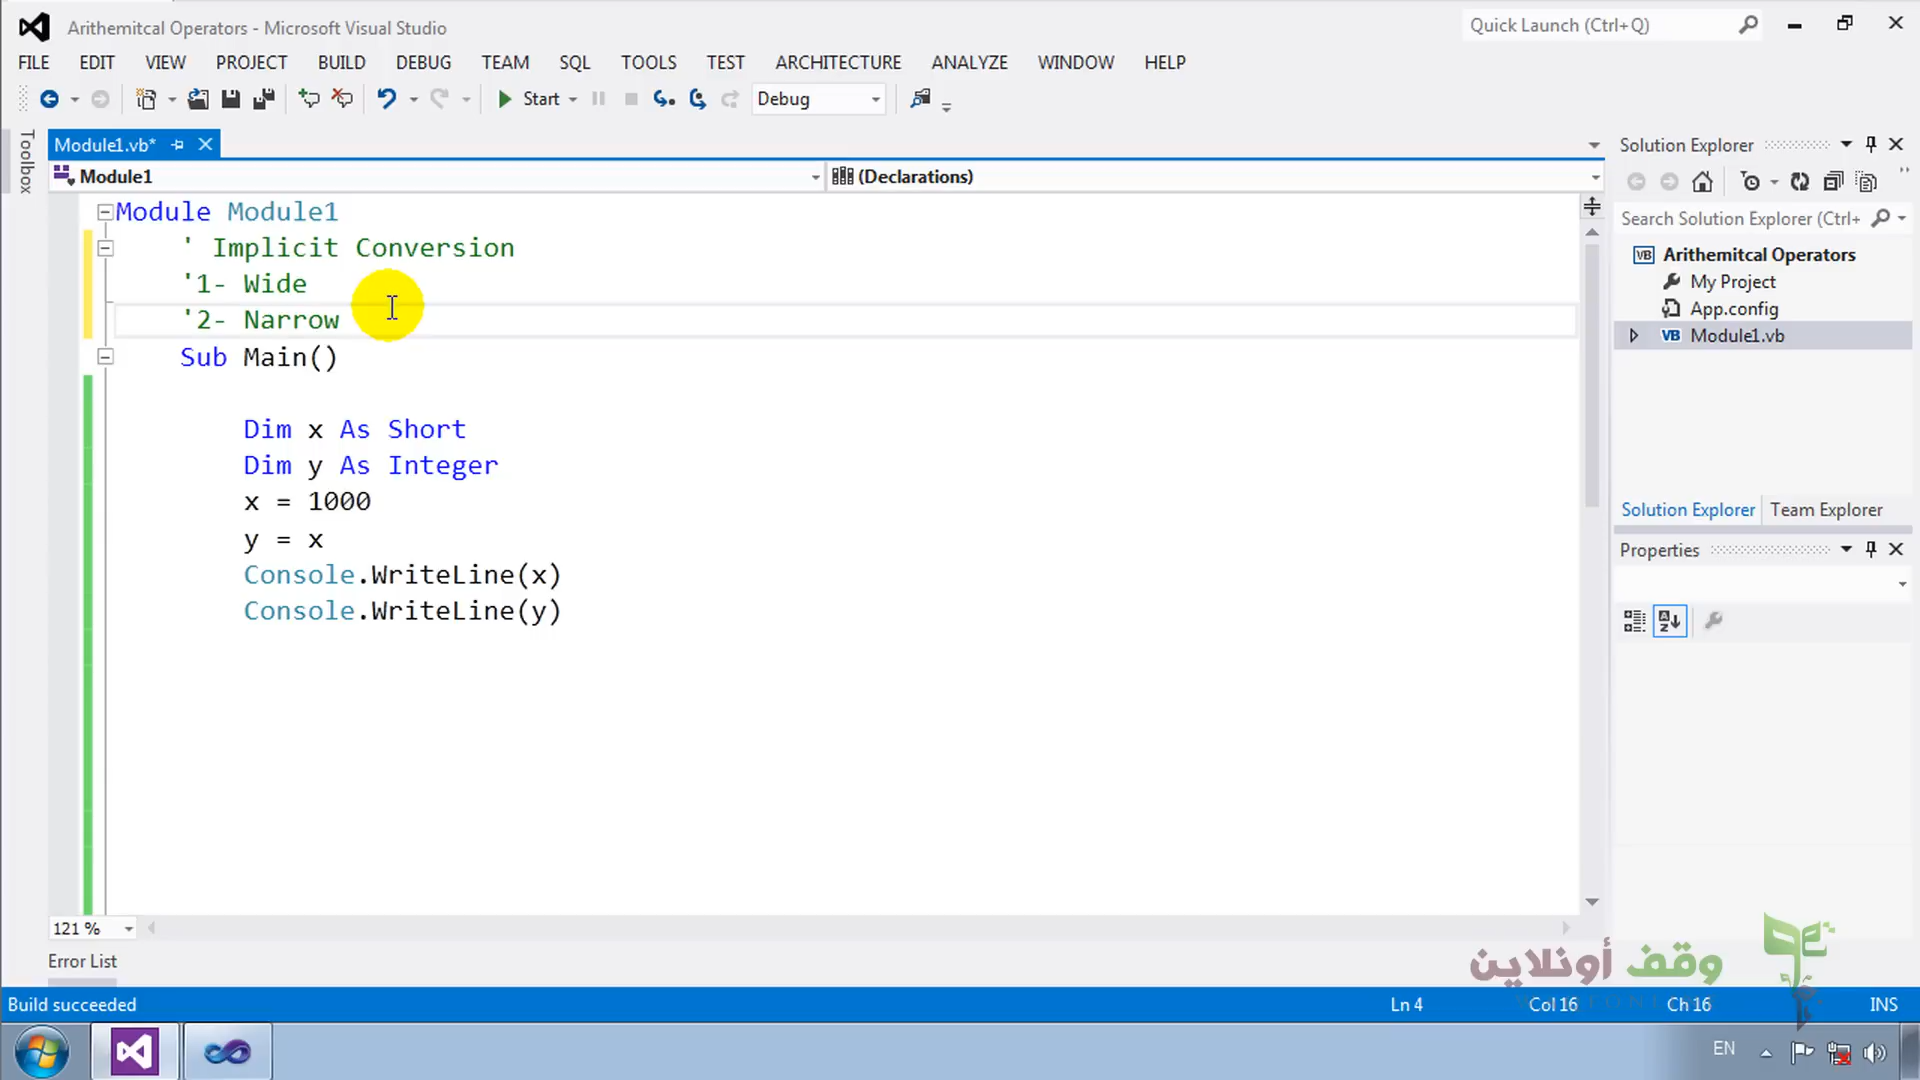 Arithemitcal Operators - Microsoft Visual Studio
Quick Launch (Ctrl+Q)
FILE EDIT VIEW PROJECT BUILD DEBUG TEAM SQL TOOLS TEST ARCHITECTURE ANALYZE WINDOW HELP
Start Debug
Toolbox
Module1.vb*
Module1 (Declarations)
Module Module1
' Implicit Conversion
'1- Wide
'2- Narrow
Sub Main()
Dim x As Short
Dim y As Integer
x = 1000
y = x
Console.WriteLine(x)
Console.WriteLine(y)
121 %
Error List
Solution Explorer
Search Solution Explorer (Ctrl+
VB Arithemitcal Operators
My Project
App.config
VB Module1.vb
Solution Explorer Team Explorer
Properties
وقف أونلاين
Build succeeded Ln 4 Col 16 Ch 16 INS
EN